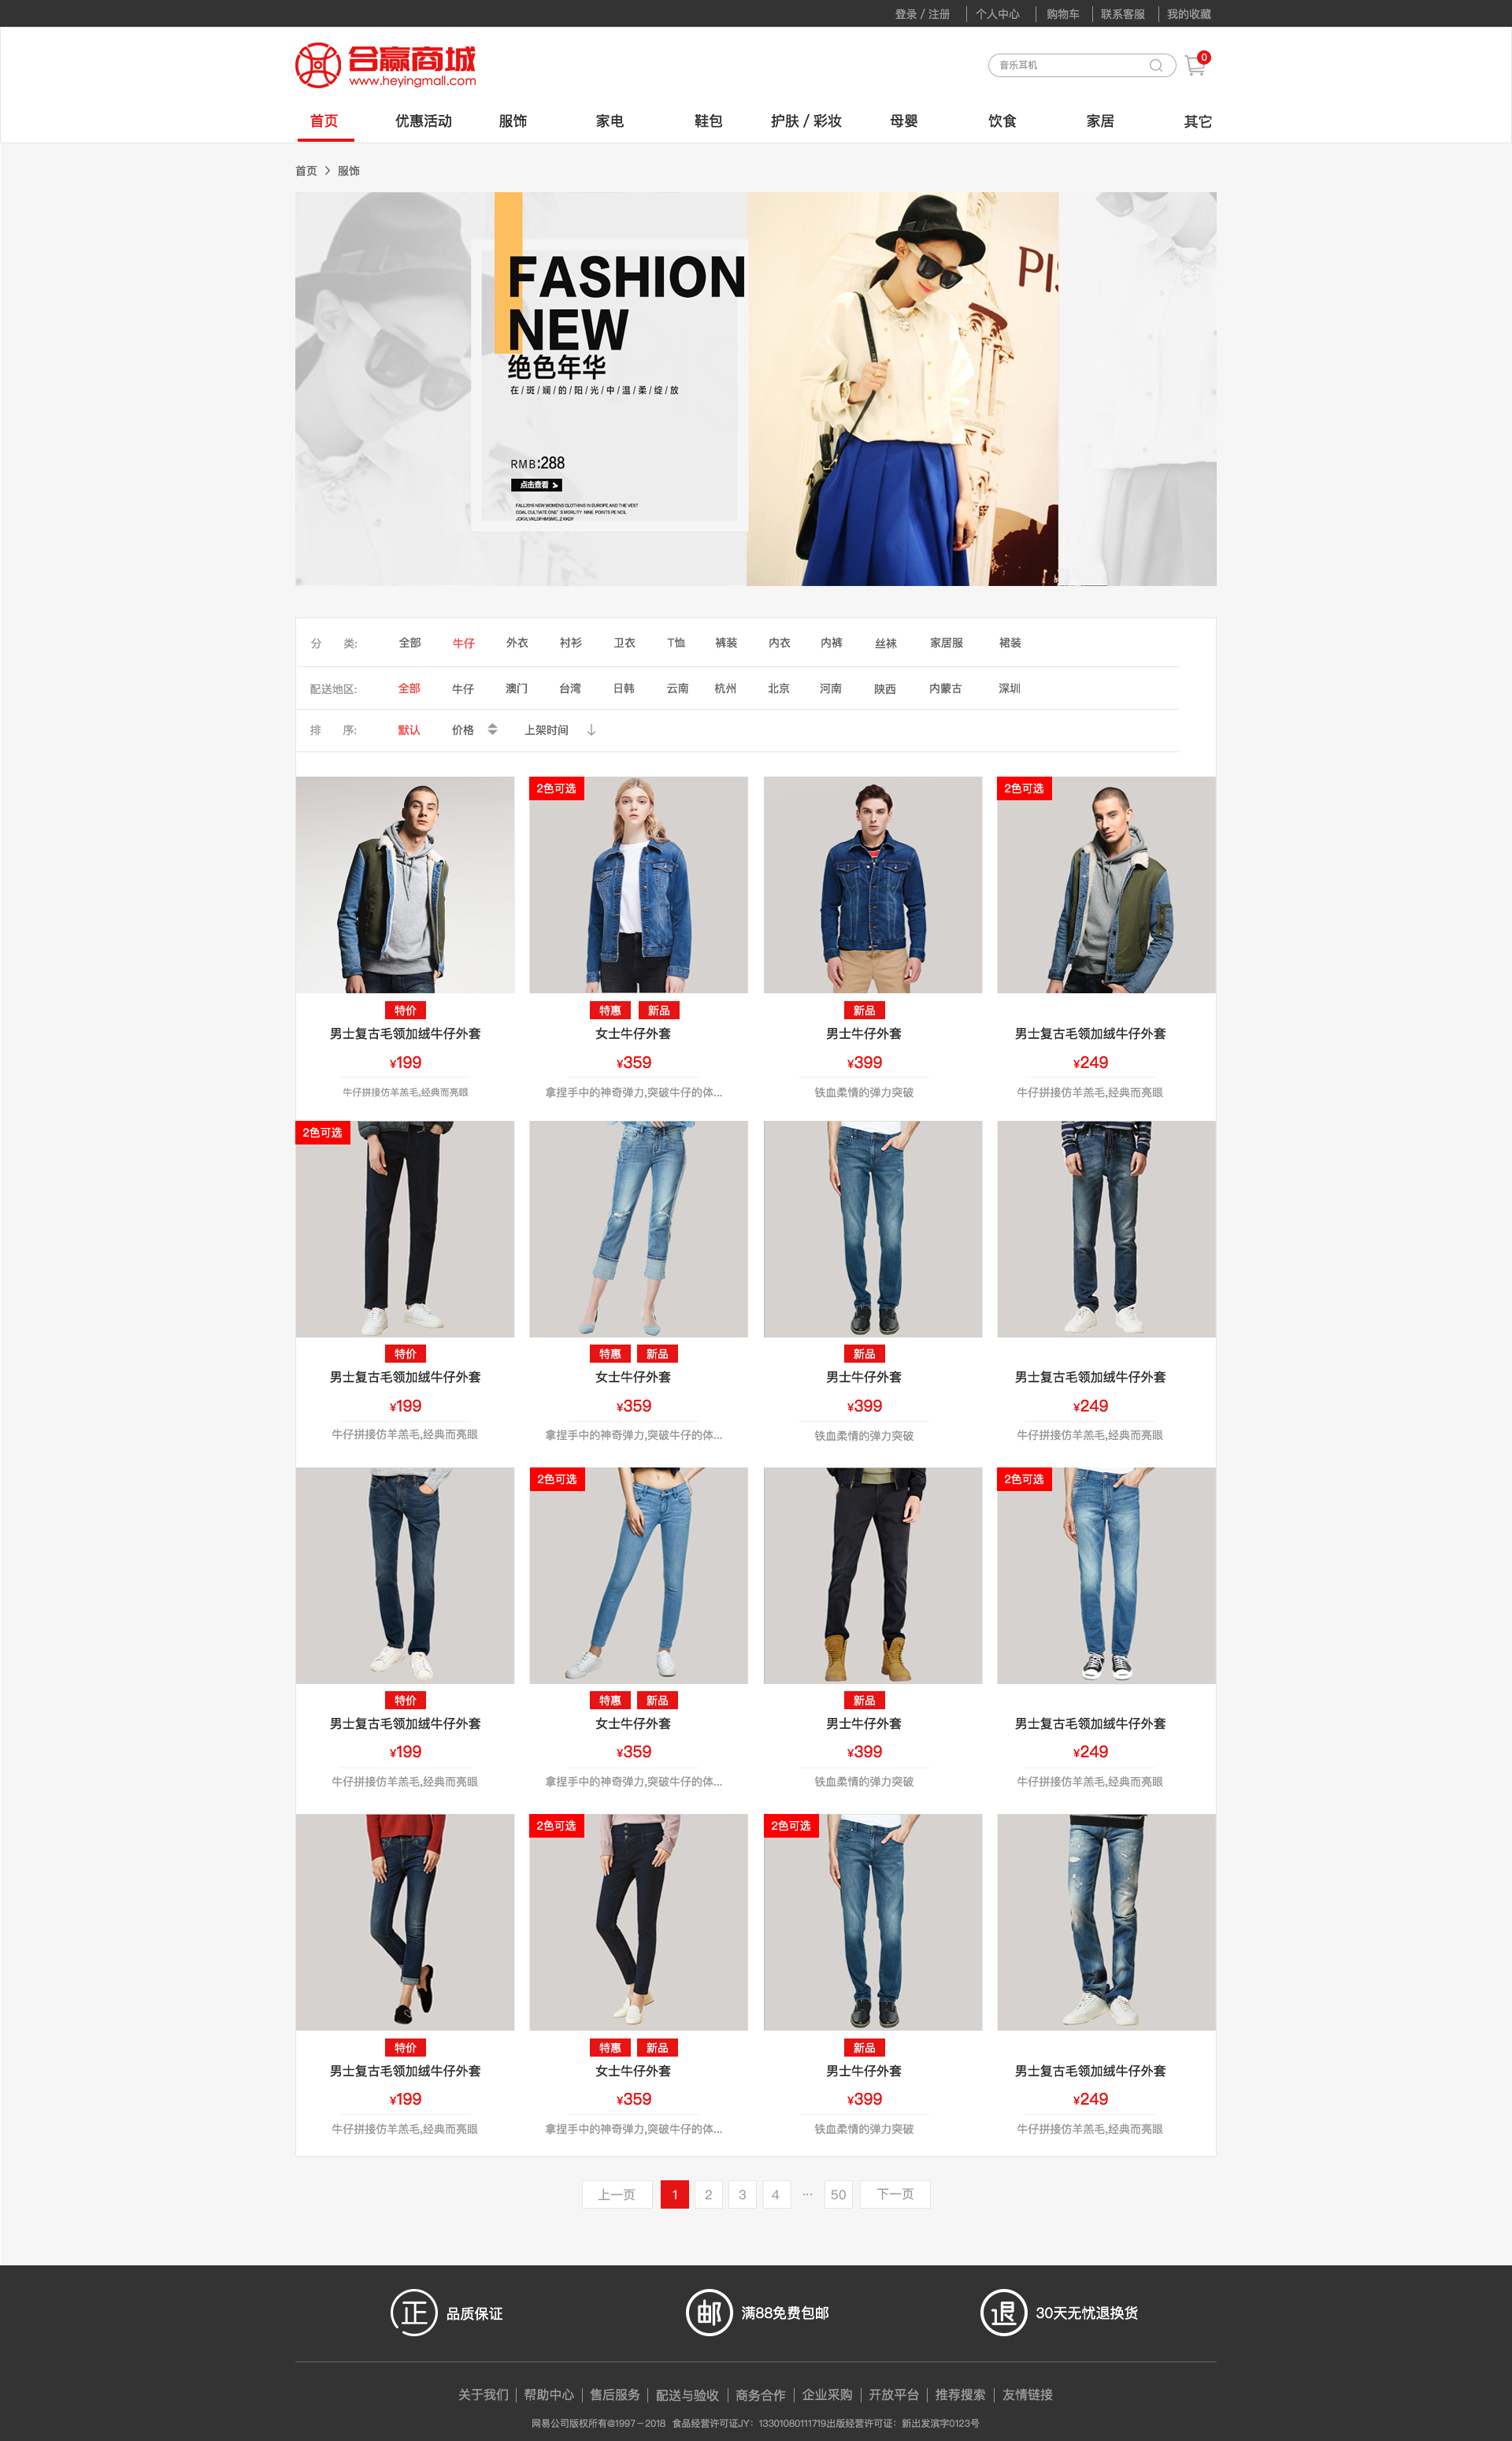 登录 / 注册 个人中心 购物车 联系客服 我的收藏
合赢商城
www.heyingmall.com
音乐耳机
0
首页 优惠活动 服饰 家电 鞋包 护肤 / 彩妆 母婴 饮食 家居 其它
首页 > 服饰
FASHION
NEW
绝色年华
在/斑/斓/的/阳/光/中/温/柔/绽/放
RMB:288
点击查看 >
FALL2015 NEW WOMENS CLOTHING IN EUROPE AND THE VEST
分 类: 全部 牛仔 外衣 衬衫 卫衣 T恤 裤装 内衣 内裤 丝袜 家居服 裙装
配送地区: 全部 牛仔 澳门 台湾 日韩 云南 杭州 北京 河南 陕西 内蒙古 深圳
排 序: 默认 价格 上架时间
2色可选 2色可选
特价 特惠 新品 新品
男士复古毛领加绒牛仔外套 女士牛仔外套 男士牛仔外套 男士复古毛领加绒牛仔外套
¥199 ¥359 ¥399 ¥249
牛仔拼接仿羊羔毛,经典而亮眼 拿捏手中的神奇弹力,突破牛仔的体... 铁血柔情的弹力突破 牛仔拼接仿羊羔毛,经典而亮眼
2色可选
特价 特惠 新品 新品
男士复古毛领加绒牛仔外套 女士牛仔外套 男士牛仔外套 男士复古毛领加绒牛仔外套
¥199 ¥359 ¥399 ¥249
牛仔拼接仿羊羔毛,经典而亮眼 拿捏手中的神奇弹力,突破牛仔的体... 铁血柔情的弹力突破 牛仔拼接仿羊羔毛,经典而亮眼
2色可选 2色可选
特价 特惠 新品 新品
男士复古毛领加绒牛仔外套 女士牛仔外套 男士牛仔外套 男士复古毛领加绒牛仔外套
¥199 ¥359 ¥399 ¥249
牛仔拼接仿羊羔毛,经典而亮眼 拿捏手中的神奇弹力,突破牛仔的体... 铁血柔情的弹力突破 牛仔拼接仿羊羔毛,经典而亮眼
2色可选 2色可选
特价 特惠 新品 新品
男士复古毛领加绒牛仔外套 女士牛仔外套 男士牛仔外套 男士复古毛领加绒牛仔外套
¥199 ¥359 ¥399 ¥249
牛仔拼接仿羊羔毛,经典而亮眼 拿捏手中的神奇弹力,突破牛仔的体... 铁血柔情的弹力突破 牛仔拼接仿羊羔毛,经典而亮眼
上一页 1 2 3 4 ... 50 下一页
正 品质保证 邮 满88免费包邮 退 30天无忧退换货
关于我们 帮助中心 售后服务 配送与验收 商务合作 企业采购 开放平台 推荐搜索 友情链接
网易公司版权所有@1997－2018 食品经营许可证JY：13301080111719出版经营许可证：新出发滨字0123号